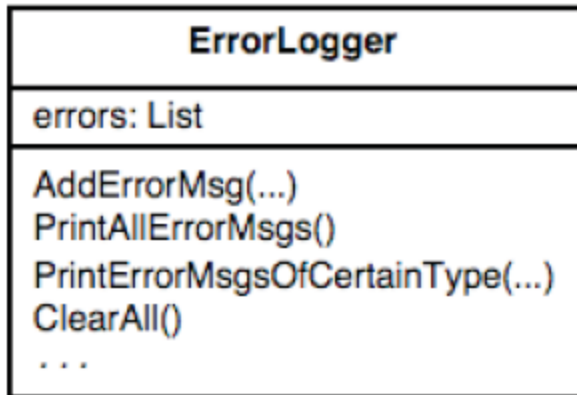 ErrorLogger
errors: List
AddErrorMsg(...)
PrintAllErrorMsgs()
PrintErrorMsgsOfCertainType(...)
ClearAll()
. . .